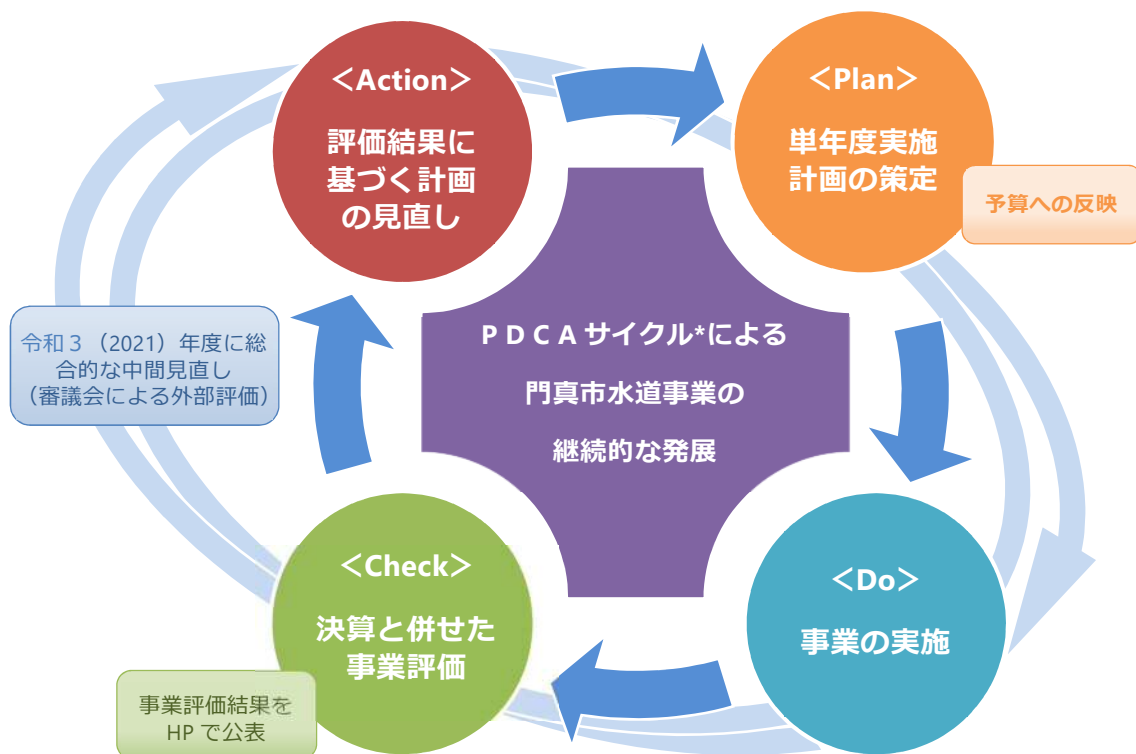 ＜Action＞
評価結果に
基づく計画
の見直し
＜Plan＞
単年度実施
計画の策定
予算への反映
令和３（2021）年度に総
合的な中間見直し
（審議会による外部評価）
ＰＤＣＡサイクル*による
門真市水道事業の
継続的な発展
＜Check＞
決算と併せた
事業評価
＜Do＞
事業の実施
事業評価結果を
HP で公表